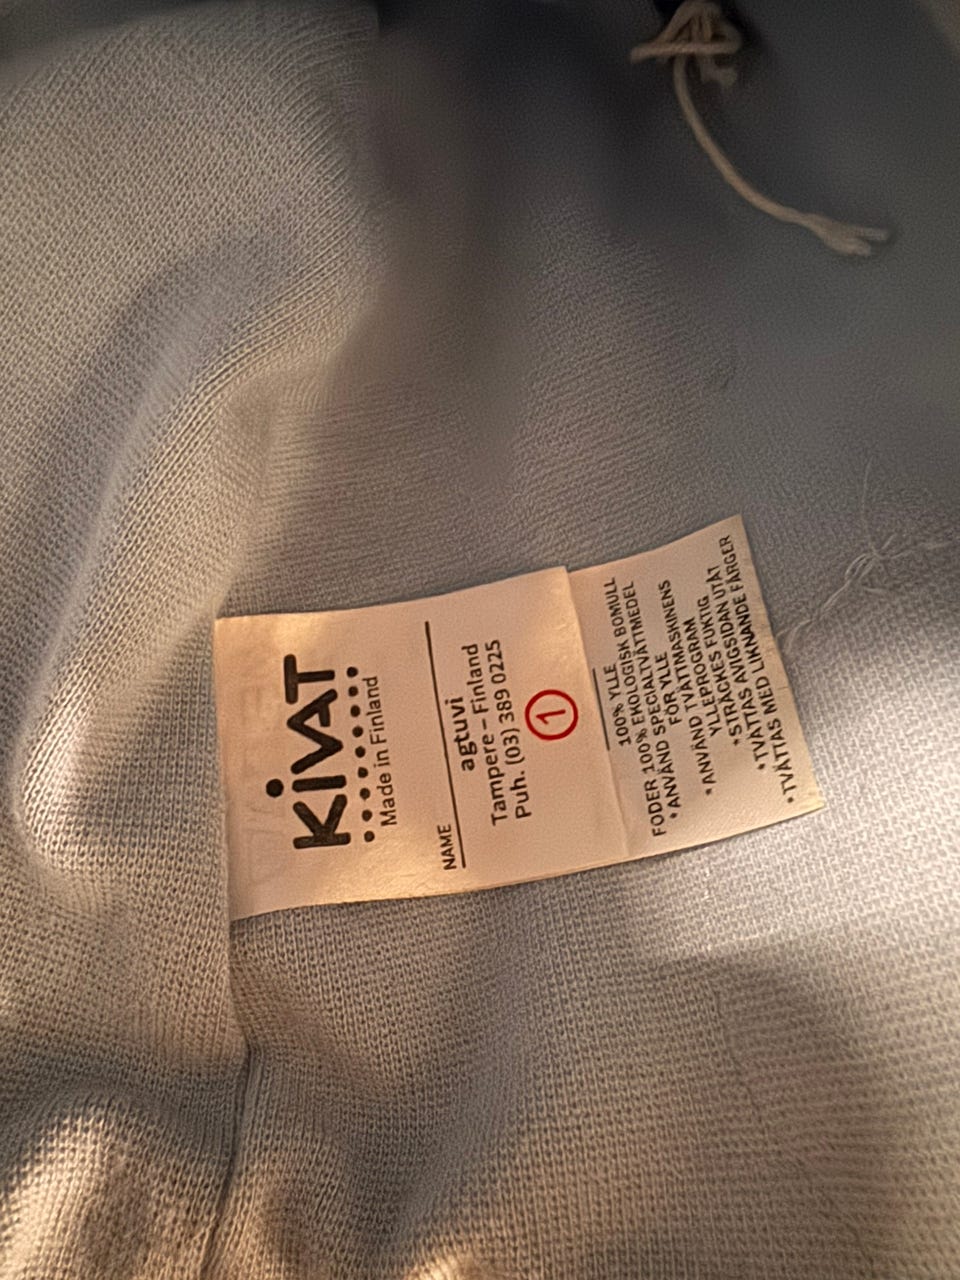 KiVAT
Made in Finland
NAME
agtuvi
Tampere – Finland
Puh. (03) 389 0225
1
100% YLLE
FODER 100% EKOLOGISK BOMULL
*ANVÄND SPECIALTVÄTTMEDEL
FÖR YLLE
*ANVÄND TVÄTTMASKINENS
YLLEPROGRAM
*STRÄCKES FUKTIG
*TVÄTTAS AVIGSIDAN UTÅT
*TVÄTTAS MED LIKNANDE FÄRGER